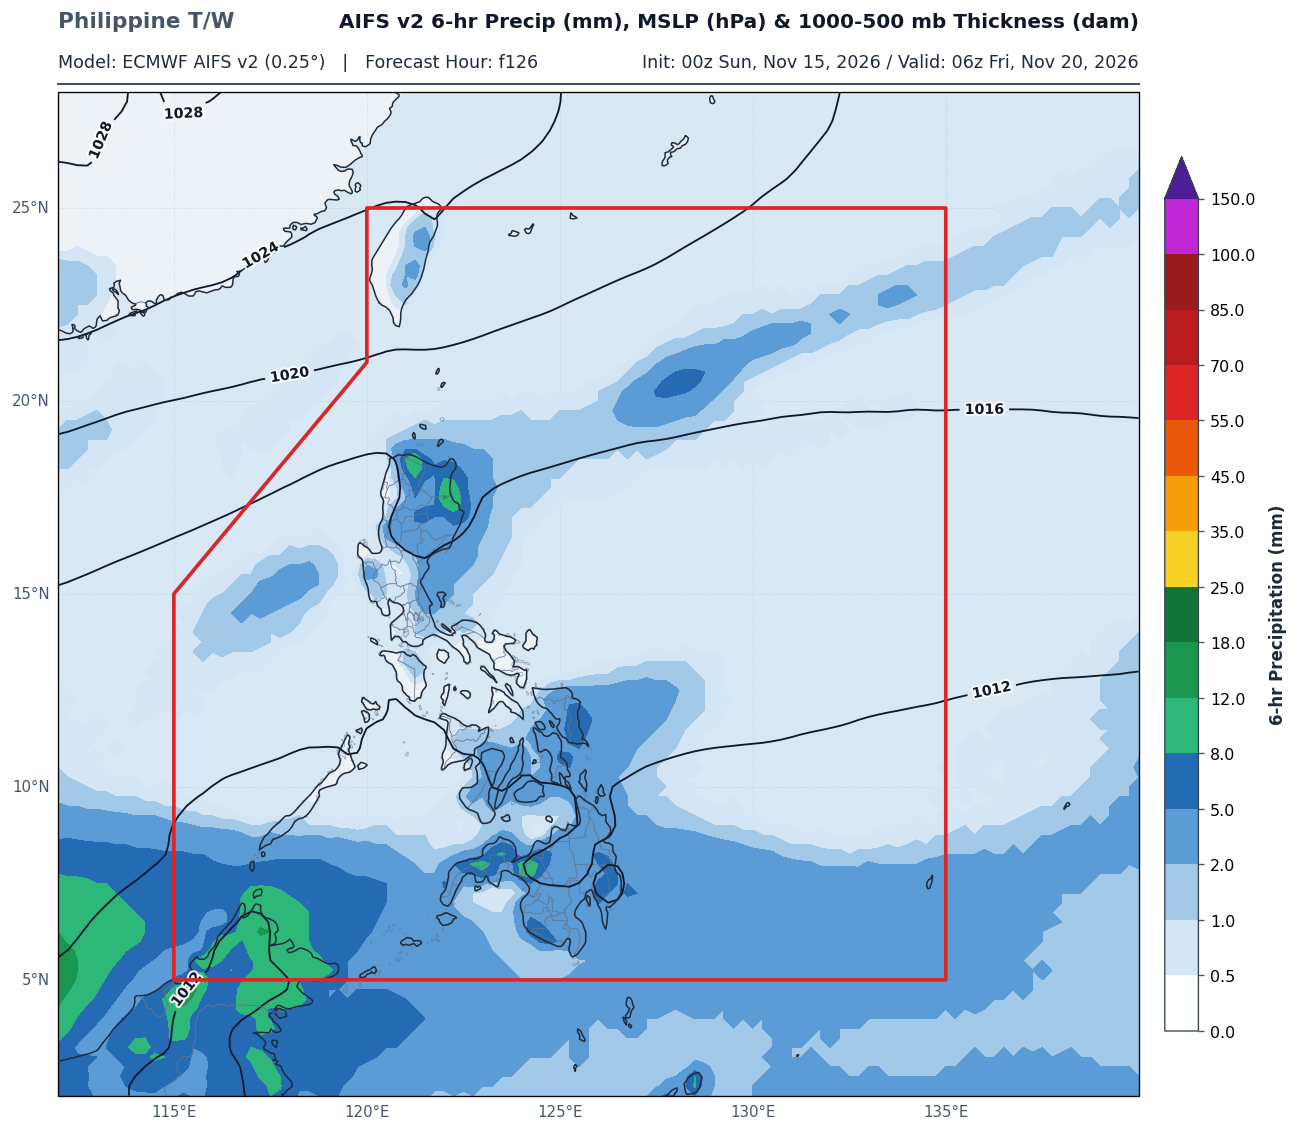 Philippine T/W
AIFS v2 6-hr Precip (mm), MSLP (hPa) & 1000-500 mb Thickness (dam)
Model: ECMWF AIFS v2 (0.25°) | Forecast Hour: f126
Init: 00z Sun, Nov 15, 2026 / Valid: 06z Fri, Nov 20, 2026
1028
1028
1024
1020
1016
1012
1012
25°N
20°N
15°N
10°N
5°N
115°E
120°E
125°E
130°E
135°E
150.0
100.0
85.0
70.0
55.0
45.0
35.0
25.0
18.0
12.0
8.0
5.0
2.0
1.0
0.5
0.0
6-hr Precipitation (mm)